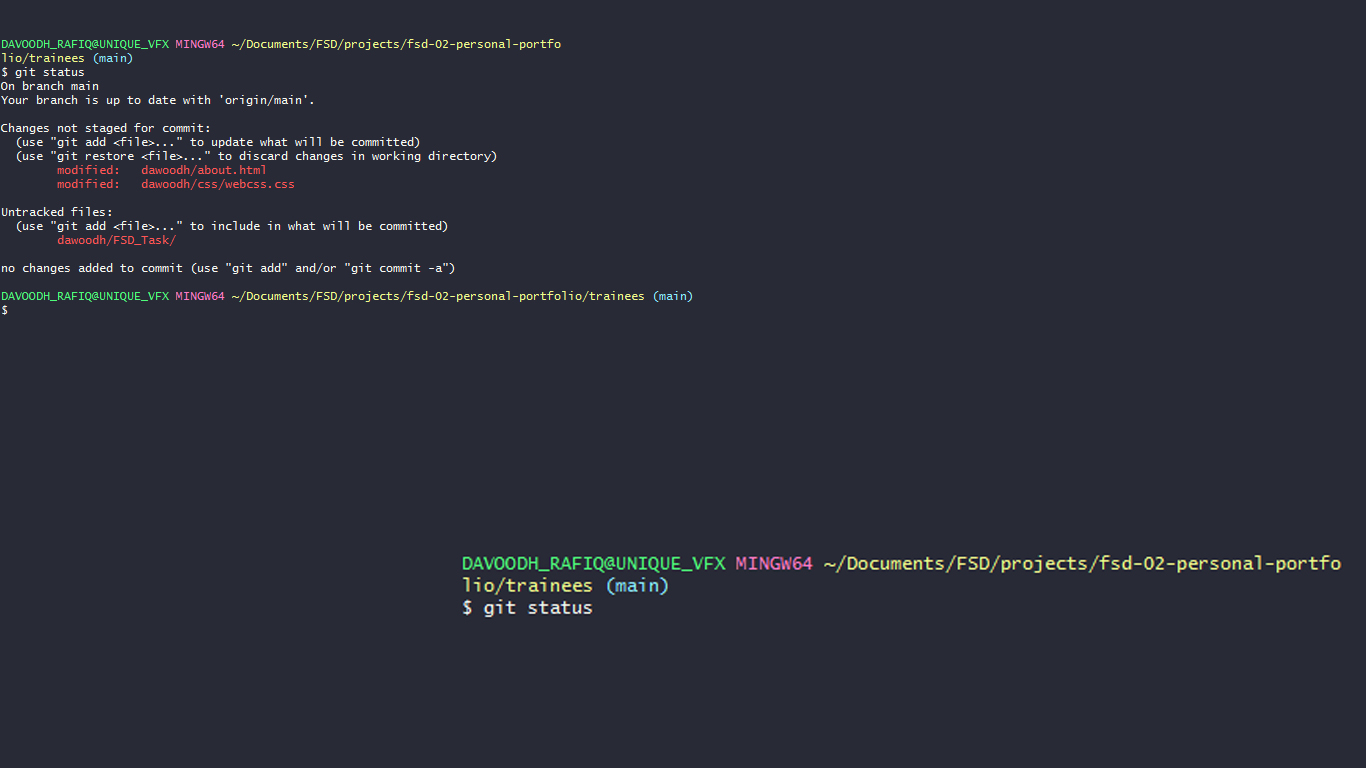 DAVOODH_RAFIQ@UNIQUE_VFX MINGW64 ~/Documents/FSD/projects/fsd-02-personal-portfo
lio/trainees (main)
$ git status
On branch main
Your branch is up to date with 'origin/main'.
Changes not staged for commit:
  (use "git add <file>..." to update what will be committed)
  (use "git restore <file>..." to discard changes in working directory)
        modified:   dawoodh/about.html
        modified:   dawoodh/css/webcss.css
Untracked files:
  (use "git add <file>..." to include in what will be committed)
        dawoodh/FSD_Task/
no changes added to commit (use "git add" and/or "git commit -a")
DAVOODH_RAFIQ@UNIQUE_VFX MINGW64 ~/Documents/FSD/projects/fsd-02-personal-portfolio/trainees (main)
$
DAVOODH_RAFIQ@UNIQUE_VFX MINGW64 ~/Documents/FSD/projects/fsd-02-personal-portfo
lio/trainees (main)
$ git status